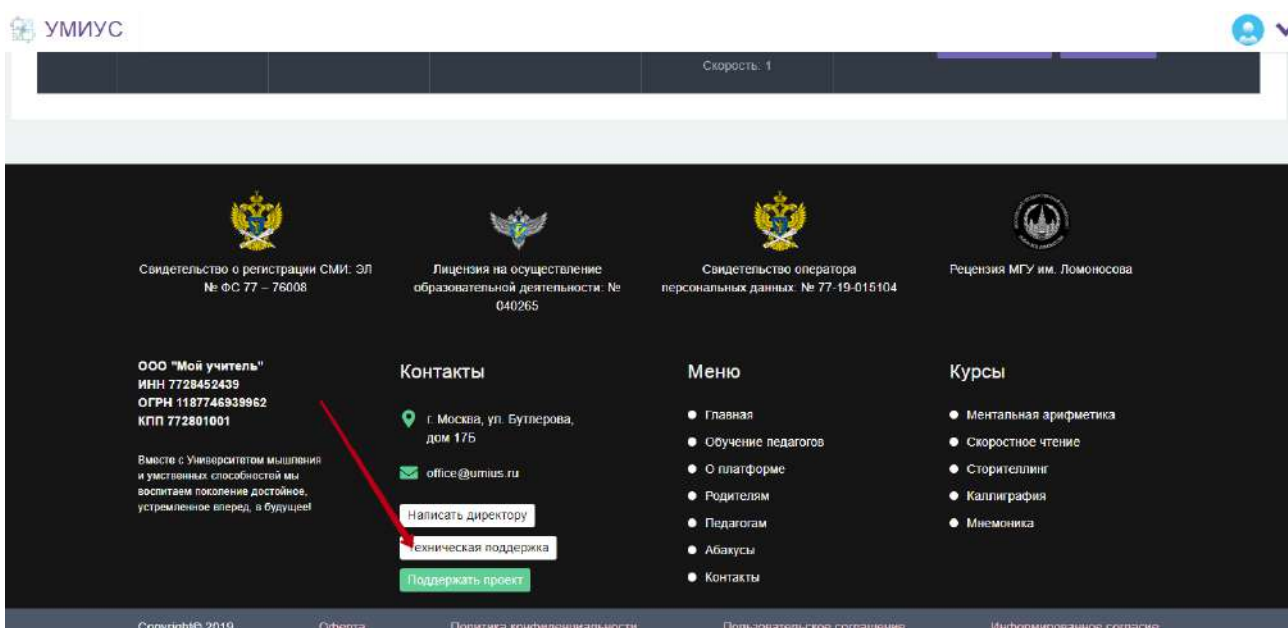 УМИУС
Скорость: 1
Свидетельство о регистрации СМИ: ЭЛ
№ ФС 77 – 76008
Лицензия на осуществление
образовательной деятельности: №
040265
Свидетельство оператора
персональных данных: № 77-19-015104
Рецензия МГУ им. Ломоносова
ООО "Мой учитель"
ИНН 7728452439
ОГРН 1187746939962
КПП 772801001
Вместе с Университетом мышления
и умственных способностей мы
воспитаем поколение достойное,
устремленное вперед, в будущее!
Контакты
г. Москва, ул. Бутлерова,
дом 17Б
office@umius.ru
Написать директору
Техническая поддержка
Поддержать проект
Меню
Главная
Обучение педагогов
О платформе
Родителям
Педагогам
Абакусы
Контакты
Курсы
Ментальная арифметика
Скоростное чтение
Сторителлинг
Каллиграфия
Мнемоника
Copyright© 2019
Оферта
Политика конфиденциальности
Пользовательское соглашение
Информированное согласие